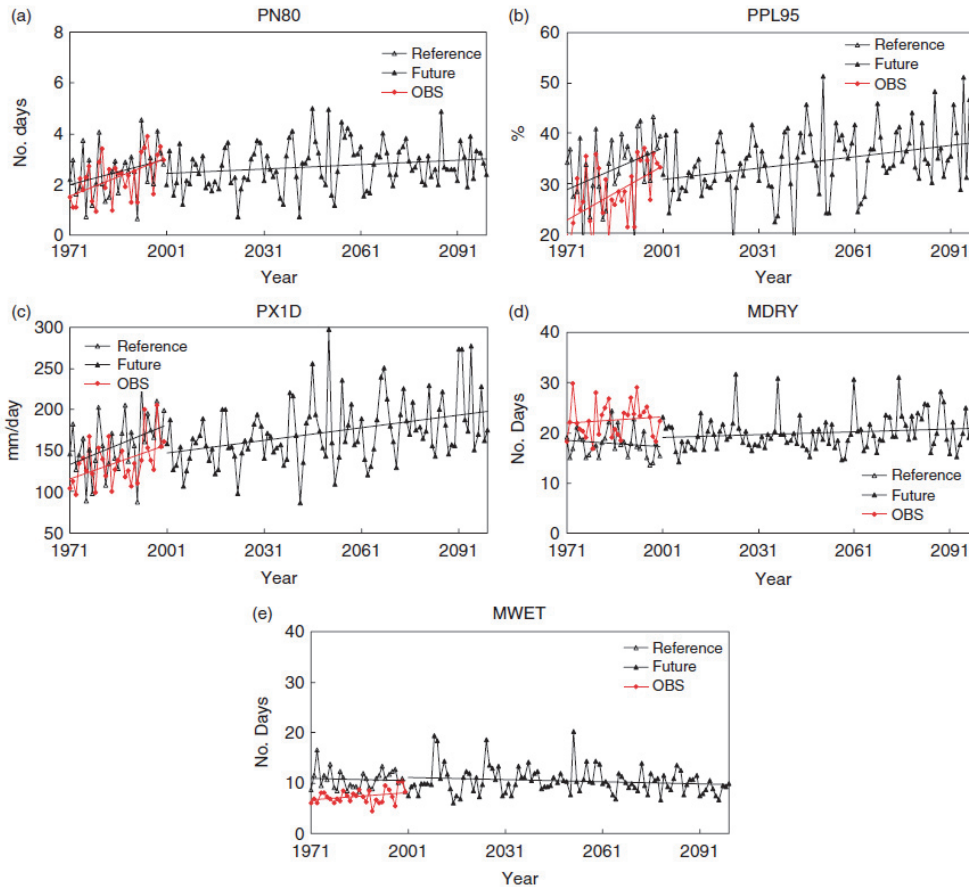 (a) PN80
8
6
4
2
0
No. days
Reference
Future
OBS
1971 2001 2031 2061 2091
Year
(b) PPL95
60
50
40
30
20
%
Reference
Future
OBS
1971 2001 2031 2061 2091
Year
(c) PX1D
300
250
200
150
100
50
mm/day
Reference
Future
OBS
1971 2001 2031 2061 2091
Year
(d) MDRY
40
30
20
10
0
No. Days
Reference
Future
OBS
1971 2001 2031 2061 2091
Year
(e) MWET
40
30
20
10
0
No. Days
Reference
Future
OBS
1971 2001 2031 2061 2091
Year